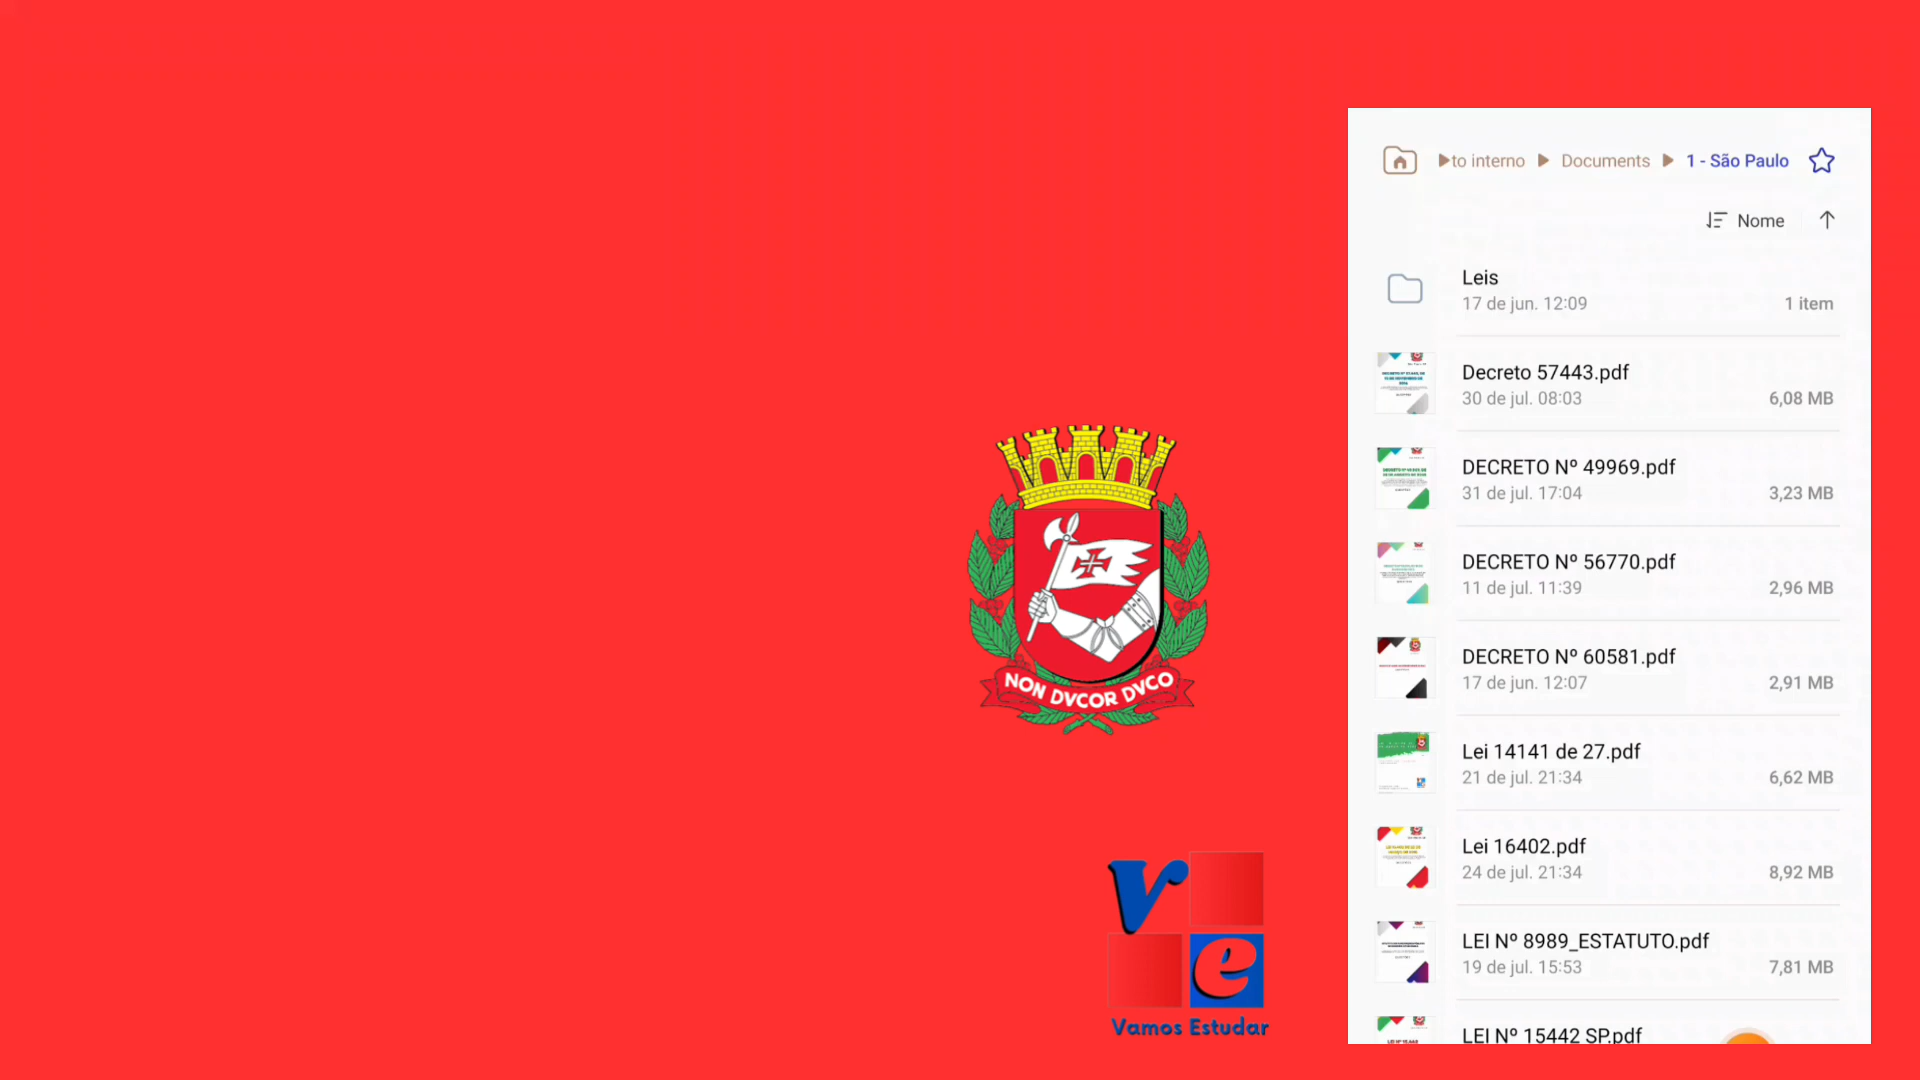 NON DVCOR DVCO
ve
Vamos Estudar
to interno Documents 1 - São Paulo
Nome
Leis
17 de jun. 12:09 1 item
Decreto 57443.pdf
30 de jul. 08:03 6,08 MB
DECRETO Nº 49969.pdf
31 de jul. 17:04 3,23 MB
DECRETO Nº 56770.pdf
11 de jul. 11:39 2,96 MB
DECRETO Nº 60581.pdf
17 de jun. 12:07 2,91 MB
Lei 14141 de 27.pdf
21 de jul. 21:34 6,62 MB
Lei 16402.pdf
24 de jul. 21:34 8,92 MB
LEI Nº 8989_ESTATUTO.pdf
19 de jul. 15:53 7,81 MB
LEI Nº 15442 SP.pdf